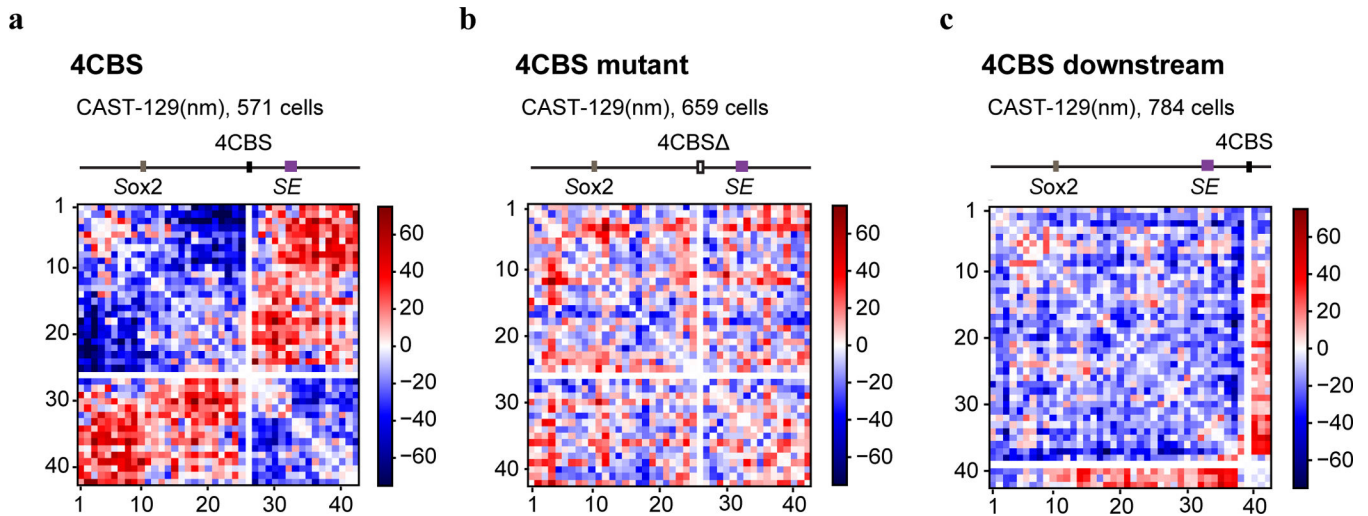 a
4CBS
CAST-129(nm), 571 cells
4CBS
Sox2
SE
1
10
20
30
40
1
10
20
30
40
60
40
20
0
−20
−40
−60
b
4CBS mutant
CAST-129(nm), 659 cells
4CBSΔ
Sox2
SE
1
10
20
30
40
1
10
20
30
40
60
40
20
0
−20
−40
−60
c
4CBS downstream
CAST-129(nm), 784 cells
4CBS
Sox2
SE
1
10
20
30
40
1
10
20
30
40
60
40
20
0
−20
−40
−60